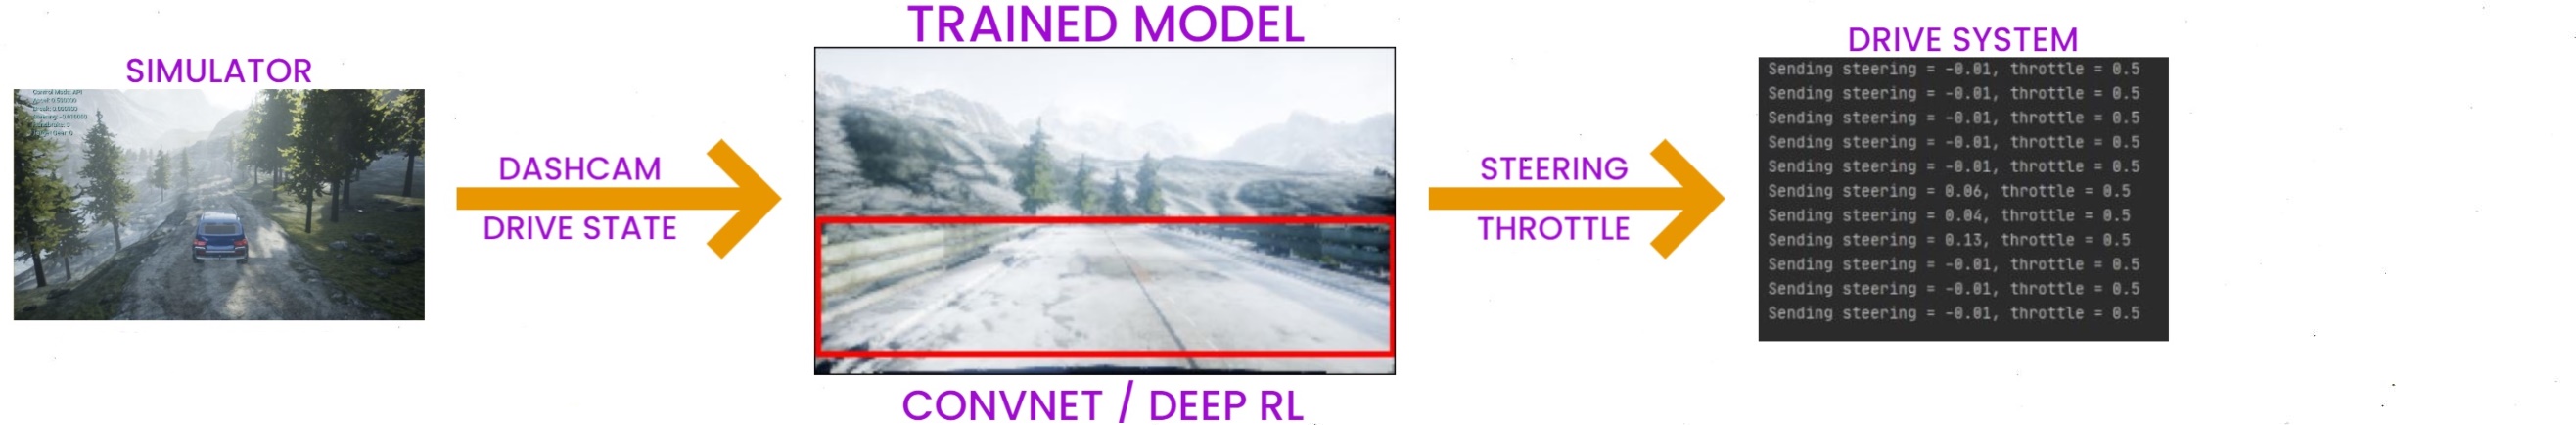 SIMULATOR
Control Mode: API
DASHCAM
DRIVE STATE
TRAINED MODEL
CONVNET / DEEP RL
STEERING
THROTTLE
DRIVE SYSTEM
Sending steering = -0.01, throttle = 0.5
Sending steering = -0.01, throttle = 0.5
Sending steering = -0.01, throttle = 0.5
Sending steering = -0.01, throttle = 0.5
Sending steering = -0.01, throttle = 0.5
Sending steering = 0.06, throttle = 0.5
Sending steering = 0.04, throttle = 0.5
Sending steering = 0.13, throttle = 0.5
Sending steering = -0.01, throttle = 0.5
Sending steering = -0.01, throttle = 0.5
Sending steering = -0.01, throttle = 0.5